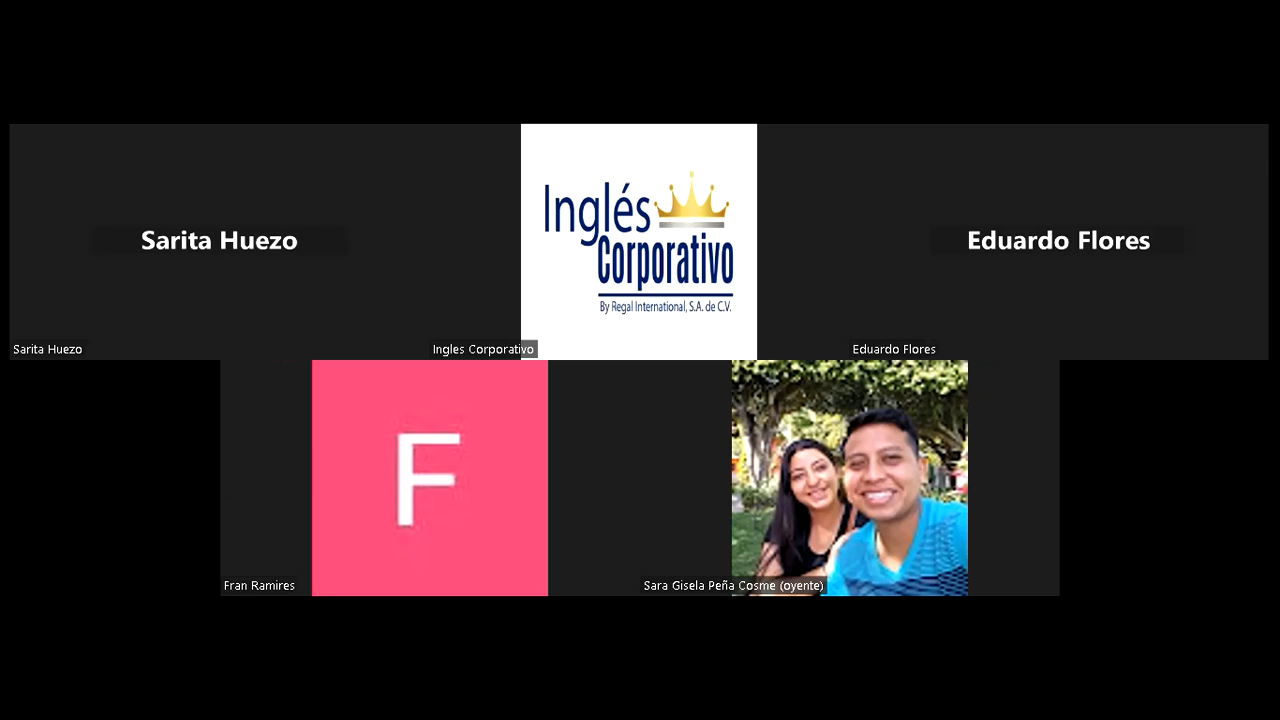 Sarita Huezo
Sarita Huezo
Inglés
Corporativo
By Regal International, S.A. de C.V.
Ingles Corporativo
Eduardo Flores
Eduardo Flores
F
Fran Ramires
Sara Gisela Peña Cosme (oyente)